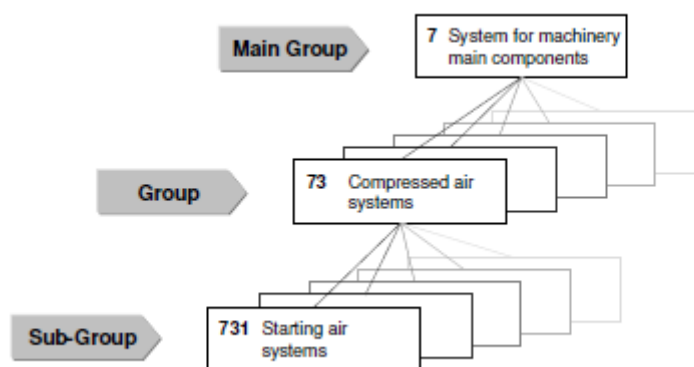 Main Group
7 System for machinery
main components
Group
73 Compressed air
systems
Sub-Group
731 Starting air
systems